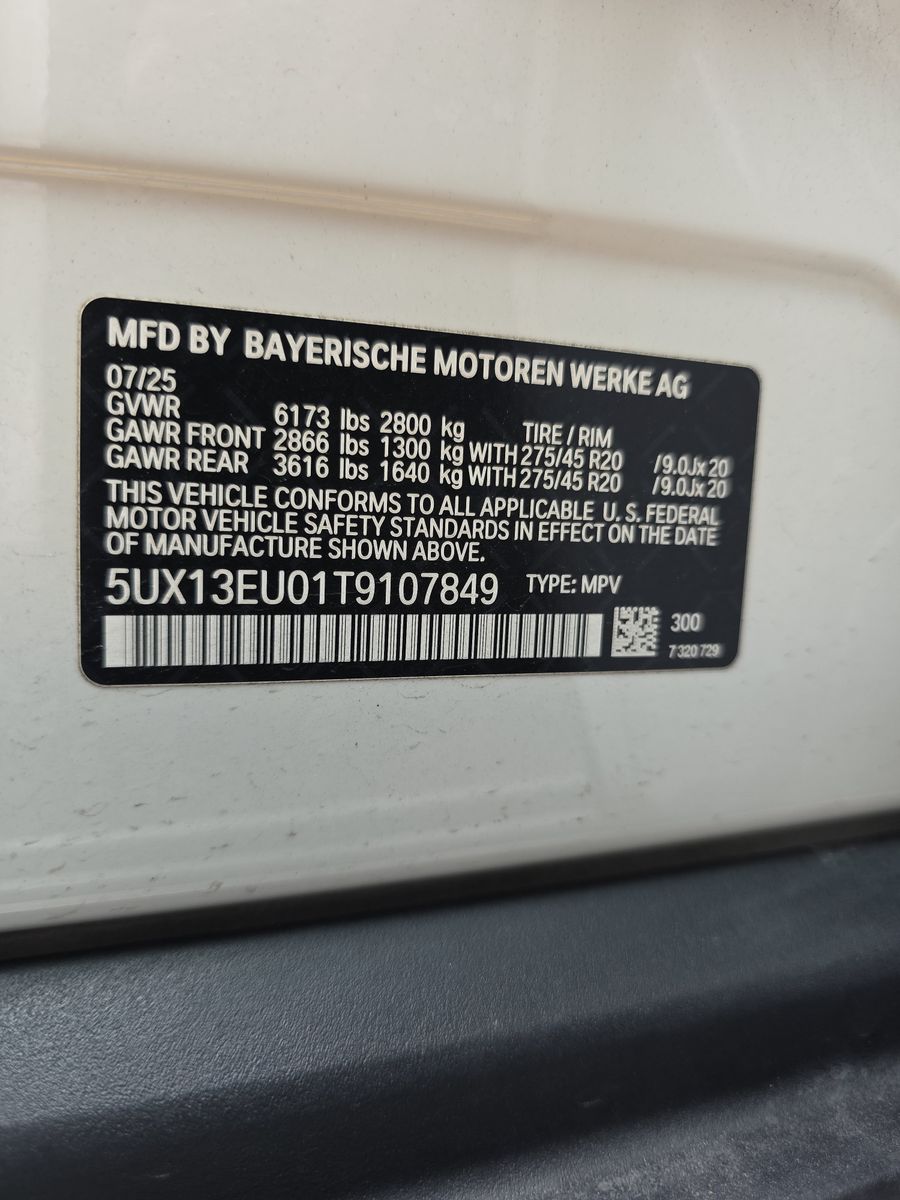 MFD BY BAYERISCHE MOTOREN WERKE AG
07/25
GVWR 6173 lbs 2800 kg TIRE / RIM
GAWR FRONT 2866 lbs 1300 kg WITH 275/45 R20 /9.0Jx20
GAWR REAR 3616 lbs 1640 kg WITH 275/45 R20 /9.0Jx20
THIS VEHICLE CONFORMS TO ALL APPLICABLE U. S. FEDERAL
MOTOR VEHICLE SAFETY STANDARDS IN EFFECT ON THE DATE
OF MANUFACTURE SHOWN ABOVE.
5UX13EU01T9107849 TYPE: MPV
300
7 320 729